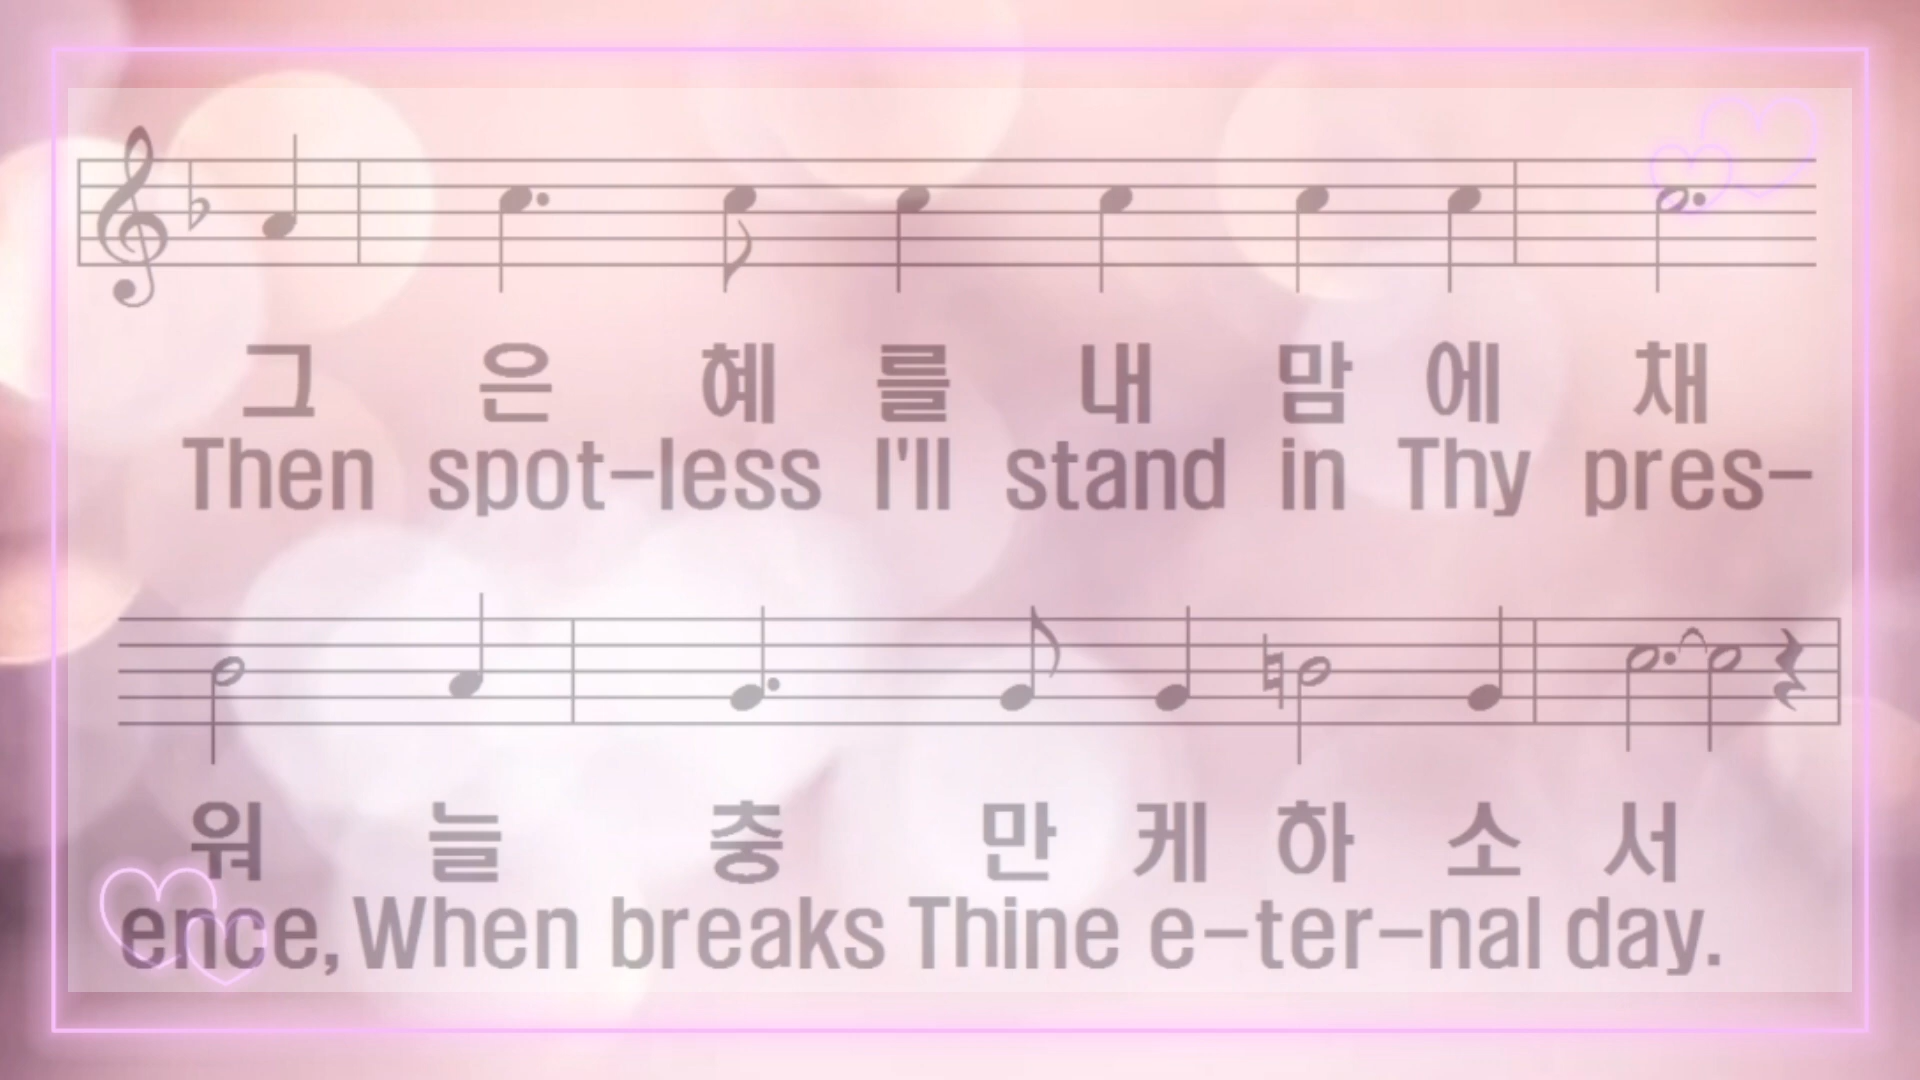 그 은 혜 를 내 맘 에 채
Then spot-less I'll stand in Thy pres-
워 늘 충 만 케 하 소 서
ence, When breaks Thine e-ter-nal day.